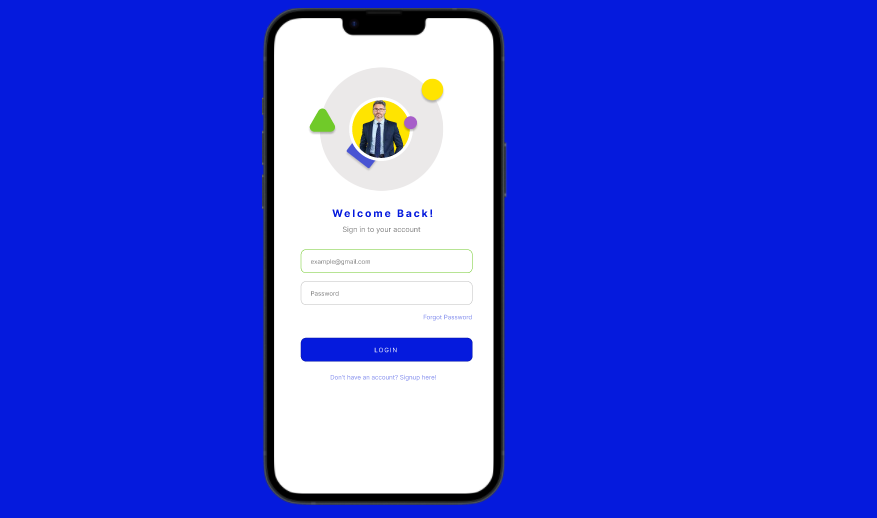 Welcome Back!
Sign in to your account
example@gmail.com
Password
Forgot Password
LOGIN
Don't have an account? Signup here!